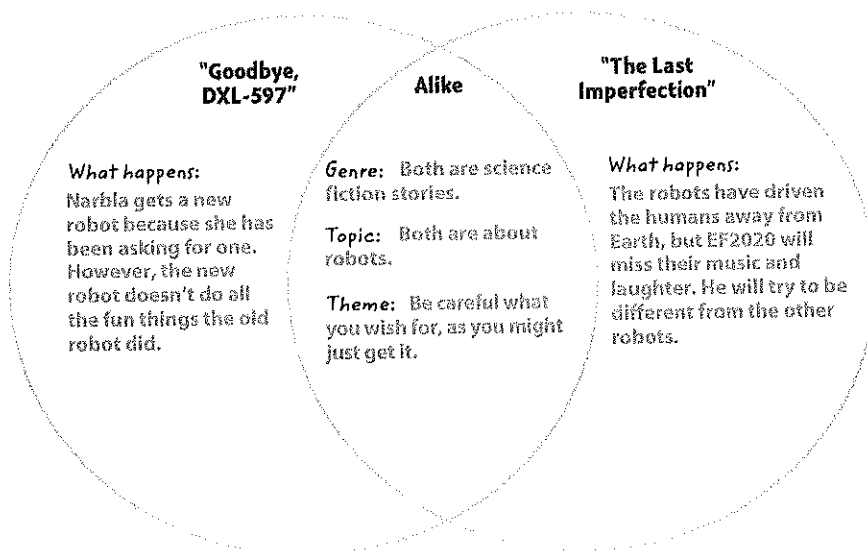 "Goodbye,
DXL-597"
What happens:
Narbla gets a new
robot because she has
been asking for one.
However, the new
robot doesn't do all
the fun things the old
robot did.
Alike
Genre: Both are science
fiction stories.
Topic: Both are about
robots.
Theme: Be careful what
you wish for, as you might
just get it.
"The Last
Imperfection"
What happens:
The robots have driven
the humans away from
Earth, but EF2020 will
miss their music and
laughter. He will try to be
different from the other
robots.